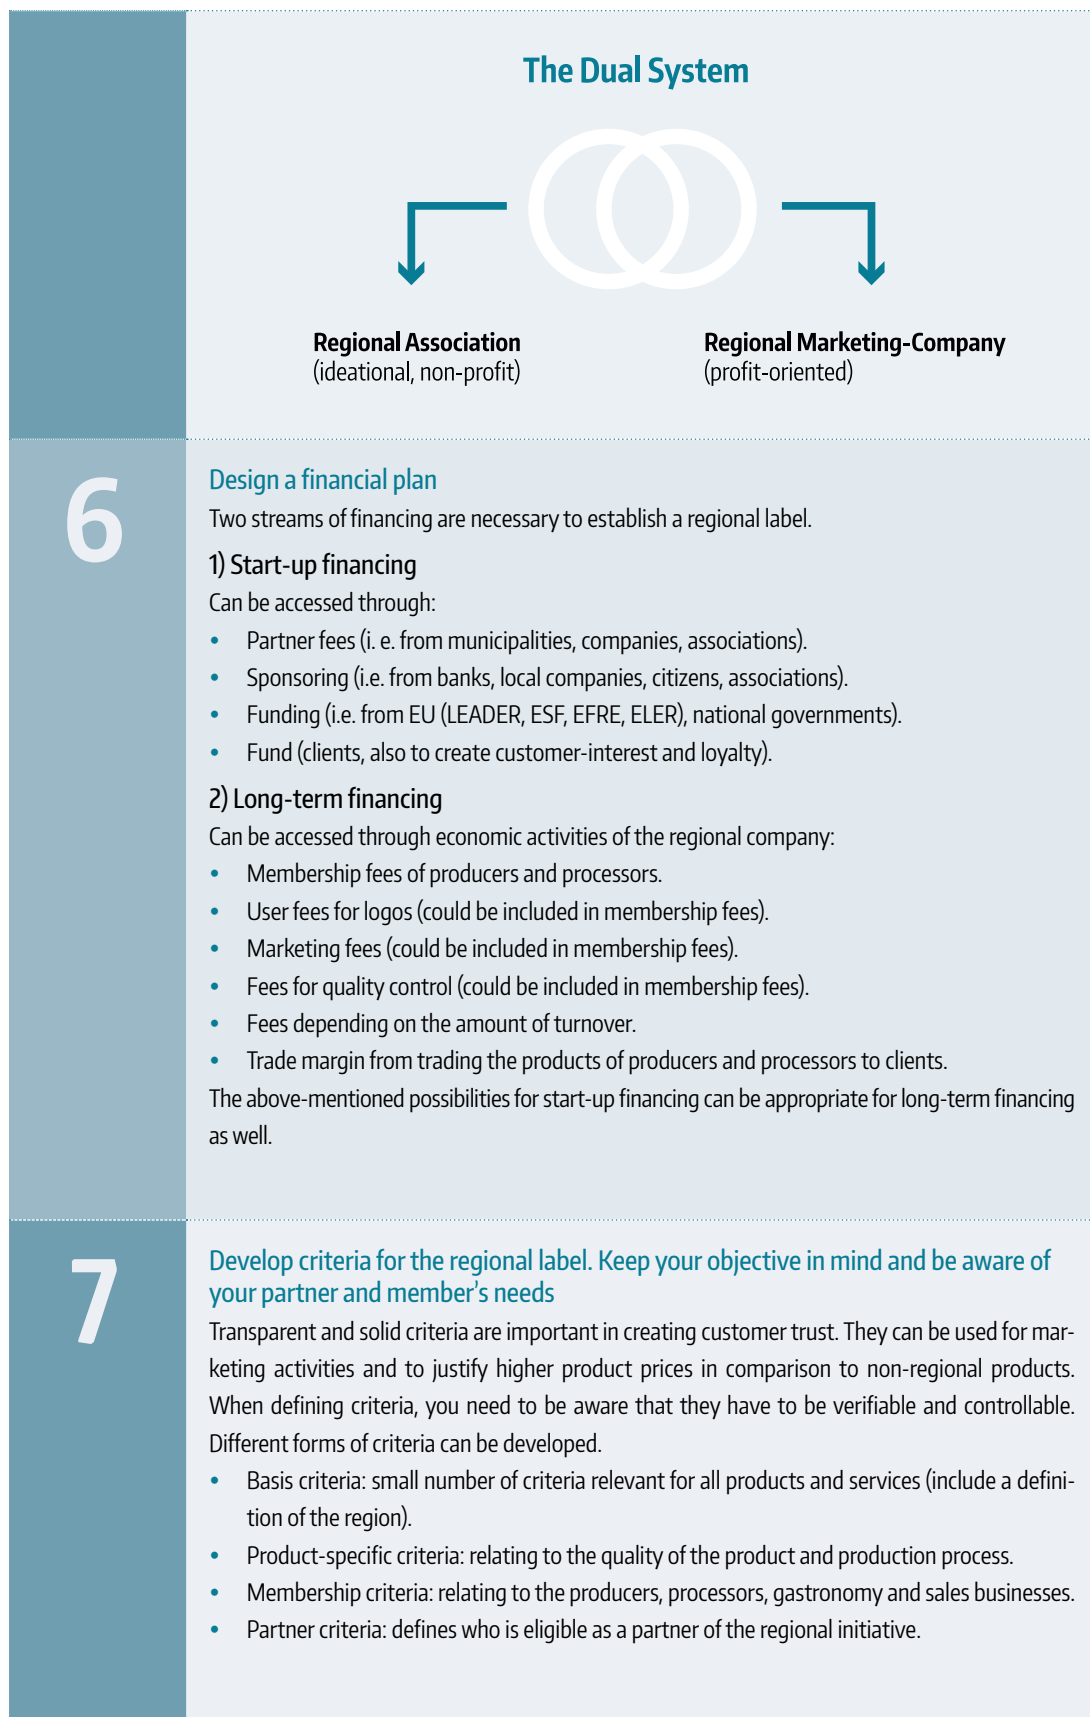 The Dual System
Regional Association
(ideational, non-profit)
Regional Marketing-Company
(profit-oriented)
6
Design a financial plan
Two streams of financing are necessary to establish a regional label.
1) Start-up financing
Can be accessed through:
• Partner fees (i. e. from municipalities, companies, associations).
• Sponsoring (i.e. from banks, local companies, citizens, associations).
• Funding (i.e. from EU (LEADER, ESF, EFRE, ELER), national governments).
• Fund (clients, also to create customer-interest and loyalty).
2) Long-term financing
Can be accessed through economic activities of the regional company:
• Membership fees of producers and processors.
• User fees for logos (could be included in membership fees).
• Marketing fees (could be included in membership fees).
• Fees for quality control (could be included in membership fees).
• Fees depending on the amount of turnover.
• Trade margin from trading the products of producers and processors to clients.
The above-mentioned possibilities for start-up financing can be appropriate for long-term financing
as well.
7
Develop criteria for the regional label. Keep your objective in mind and be aware of
your partner and member’s needs
Transparent and solid criteria are important in creating customer trust. They can be used for mar-
keting activities and to justify higher product prices in comparison to non-regional products.
When defining criteria, you need to be aware that they have to be verifiable and controllable.
Different forms of criteria can be developed.
• Basis criteria: small number of criteria relevant for all products and services (include a defini-
tion of the region).
• Product-specific criteria: relating to the quality of the product and production process.
• Membership criteria: relating to the producers, processors, gastronomy and sales businesses.
• Partner criteria: defines who is eligible as a partner of the regional initiative.